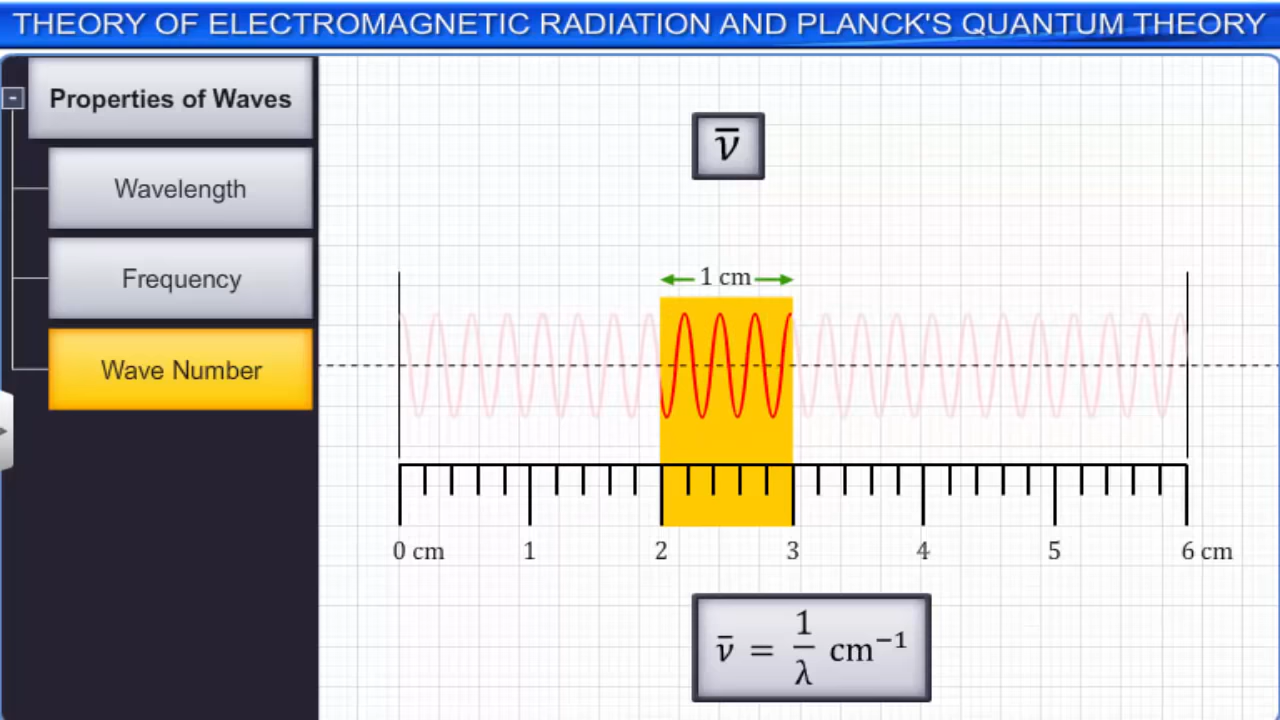 THEORY OF ELECTROMAGNETIC RADIATION AND PLANCK'S QUANTUM THEORY
Properties of Waves
Wavelength
Frequency
Wave Number
ν̅
1 cm
0 cm 1 2 3 4 5 6 cm
ν̅ = 1/λ cm⁻¹